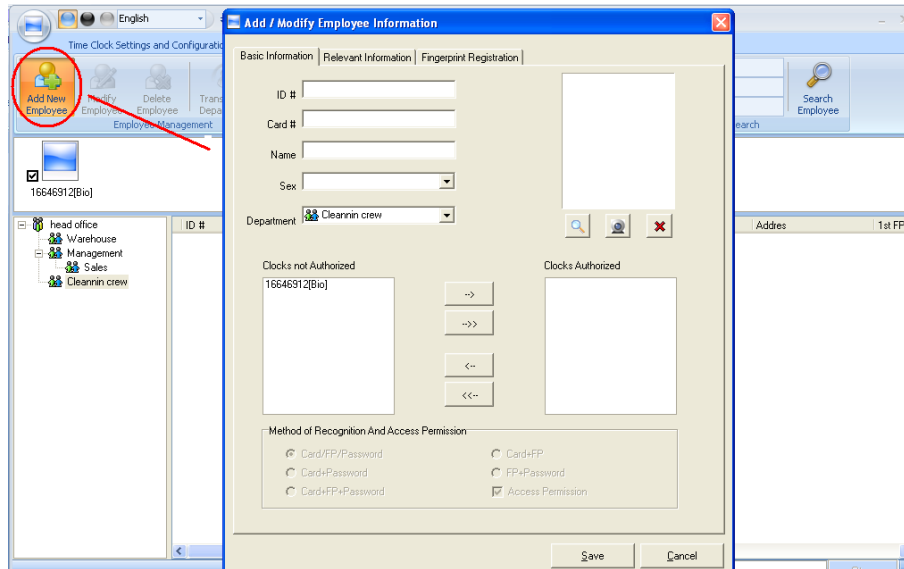 English
Add / Modify Employee Information
Time Clock Settings and Configuratio
Basic Information
Relevant Information
Fingerprint Registration
Add New
Employee
Modify
Employee
Delete
Employee
Trans
Depa
Search
Employee
Employee Management
earch
ID #
Card #
Name
Sex
Department
Cleannin crew
16646912[Bio]
head office
Warehouse
Management
Sales
Cleannin crew
ID #
Addres
1st FP
Clocks not Authorized
Clocks Authorized
16646912[Bio]
-->
-->>
<--
<<--
Method of Recognition And Access Permission
Card/FP/Password
Card+FP
Card+Password
FP+Password
Card+FP+Password
Access Permission
Save
Cancel